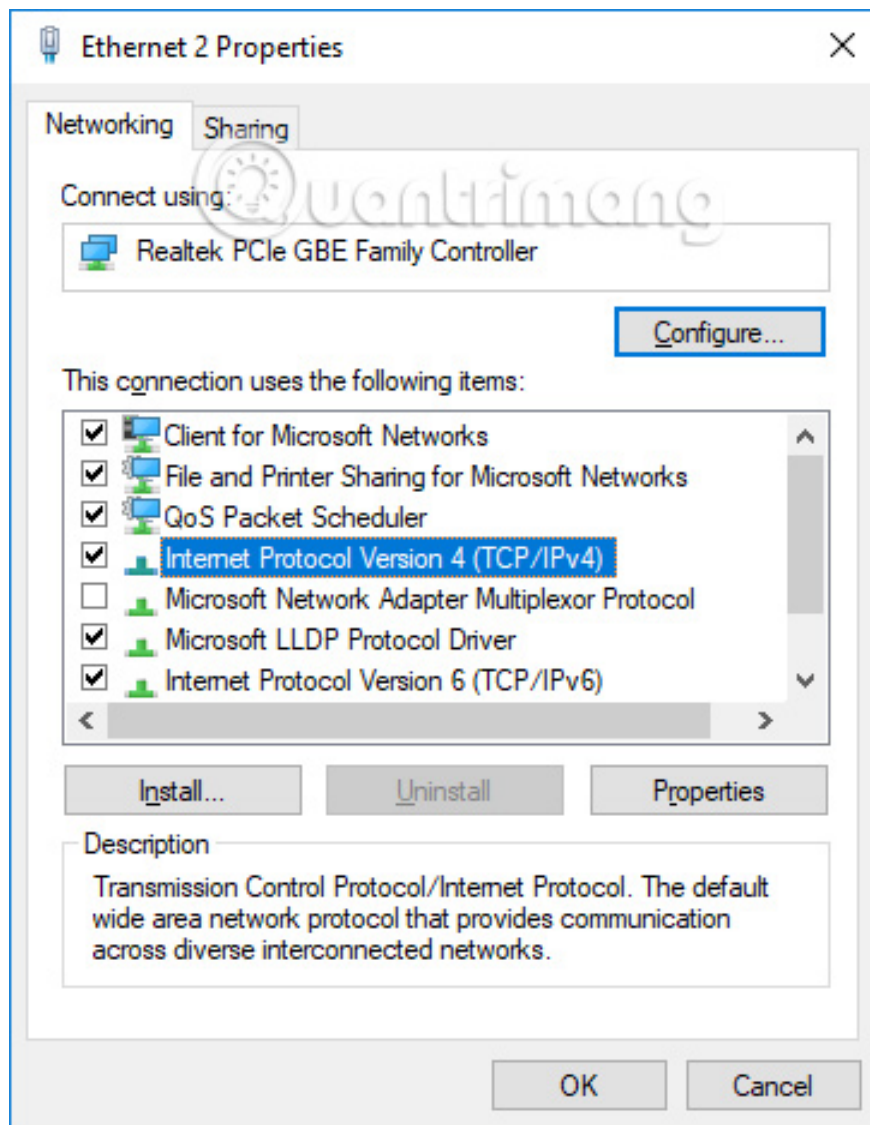 Ethernet 2 Properties
Networking
Sharing
Quantrimang
Connect using:
Realtek PCIe GBE Family Controller
Configure...
This connection uses the following items:
Client for Microsoft Networks
File and Printer Sharing for Microsoft Networks
QoS Packet Scheduler
Internet Protocol Version 4 (TCP/IPv4)
Microsoft Network Adapter Multiplexor Protocol
Microsoft LLDP Protocol Driver
Internet Protocol Version 6 (TCP/IPv6)
Install...
Uninstall
Properties
Description
Transmission Control Protocol/Internet Protocol. The default
wide area network protocol that provides communication
across diverse interconnected networks.
OK
Cancel